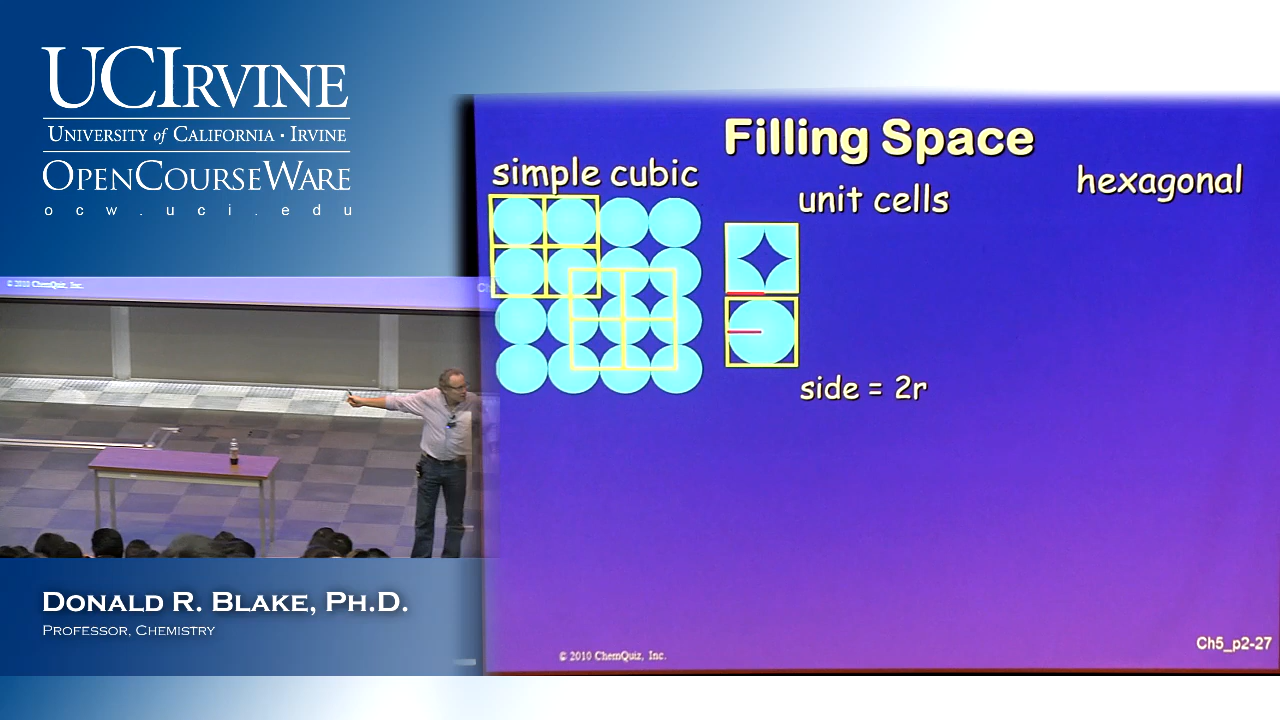 UCIRVINE
UNIVERSITY of CALIFORNIA · IRVINE
OPENCOURSEWARE
ocw.uci.edu
© 2010 ChemQuiz, Inc.
DONALD R. BLAKE, PH.D.
PROFESSOR, CHEMISTRY
Filling Space
simple cubic
unit cells
hexagonal
side = 2r
© 2010 ChemQuiz, Inc.
Ch5_p2-27